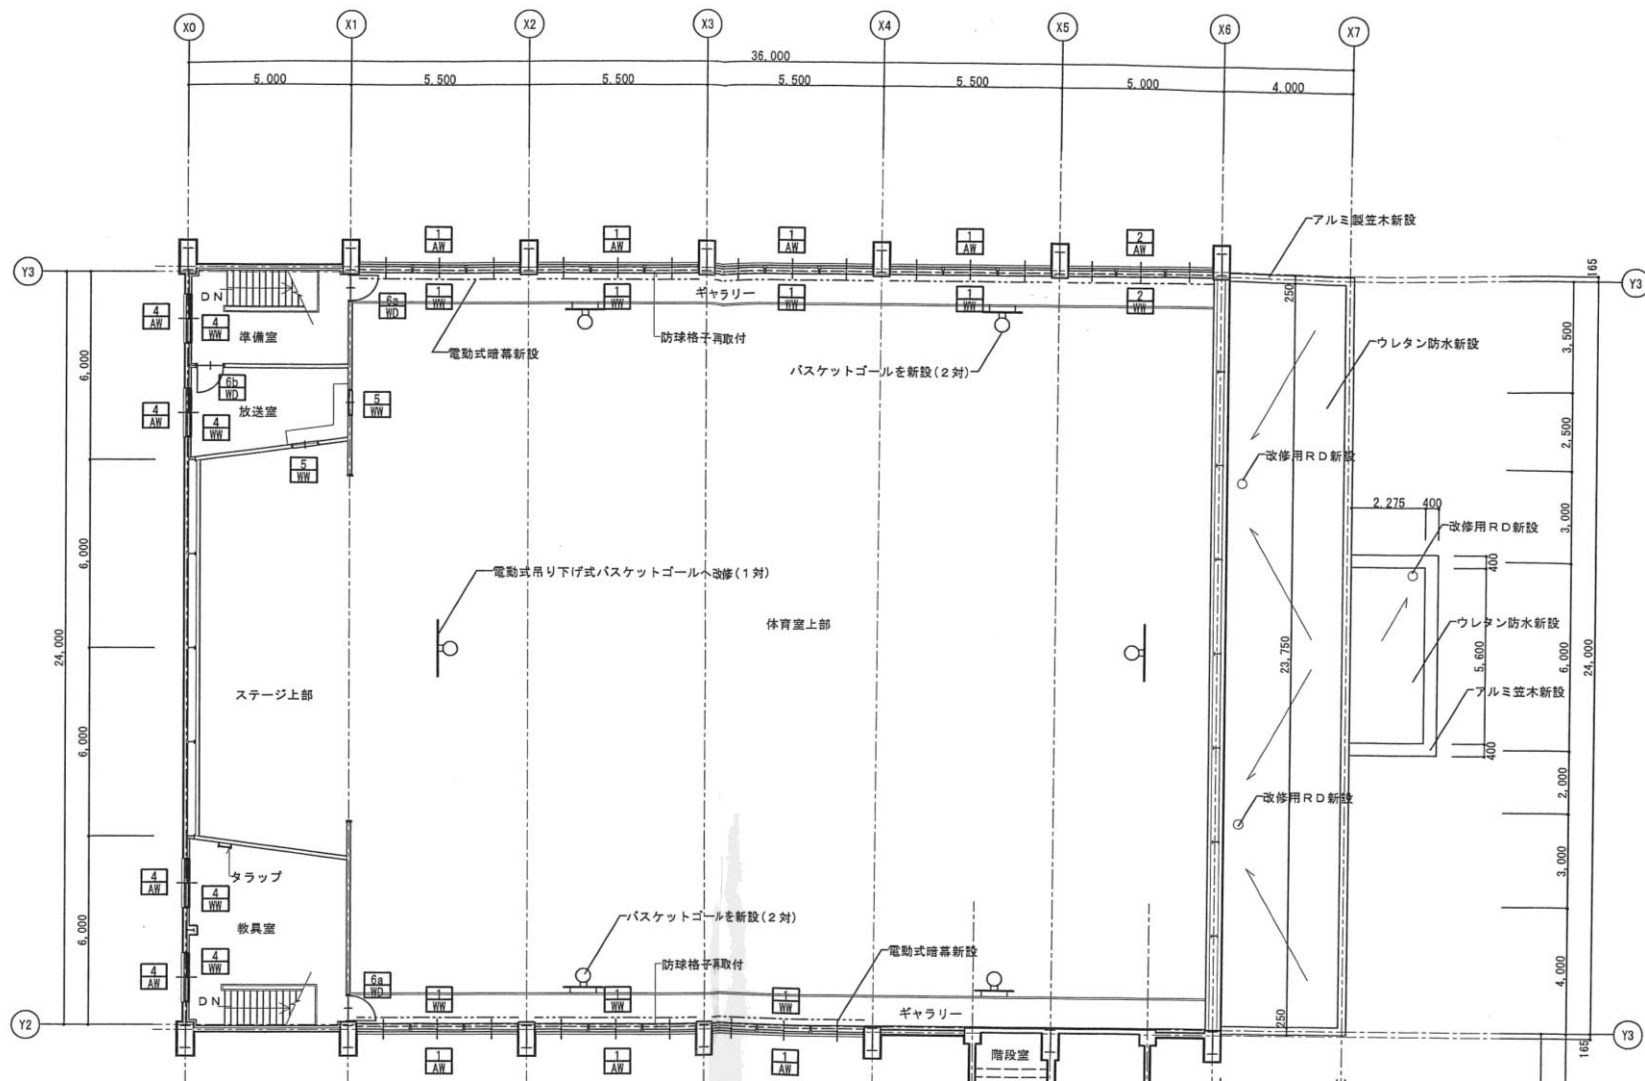 X0
X1
X2
X3
X4
X5
X6
X7
36,000
5,000
5,500
5,500
5,500
5,500
5,000
4,000
アルミ製笠木新設
1
AW
1
AW
1
AW
1
AW
2
AW
Y3
Y3
165
250
DN
6a
WD
1
WW
1
WW
ギャラリー
1
WW
1
WW
2
WW
4
AW
4
WW
準備室
電動式暗幕新設
防球格子再取付
バスケットゴールを新設(2対)
ウレタン防水新設
3,500
6,000
6b
WD
放送室
4
AW
4
WW
5
WW
5
WW
改修用RD新設
2,500
2,275
400
改修用RD新設
3,000
400
6,000
電動式吊り下げ式バスケットゴールへ改修(1対)
体育室上部
ウレタン防水新設
24,000
23,750
5,600
6,000
24,000
ステージ上部
アルミ笠木新設
400
6,000
改修用RD新設
2,000
タラップ
4
AW
4
WW
3,000
教具室
バスケットゴールを新設(2対)
6,000
電動式暗幕新設
防球格子再取付
4
AW
4
WW
4,000
DN
6a
WD
1
WW
1
WW
1
WW
ギャラリー
250
Y2
Y3
165
1
AW
1
AW
1
AW
階段室